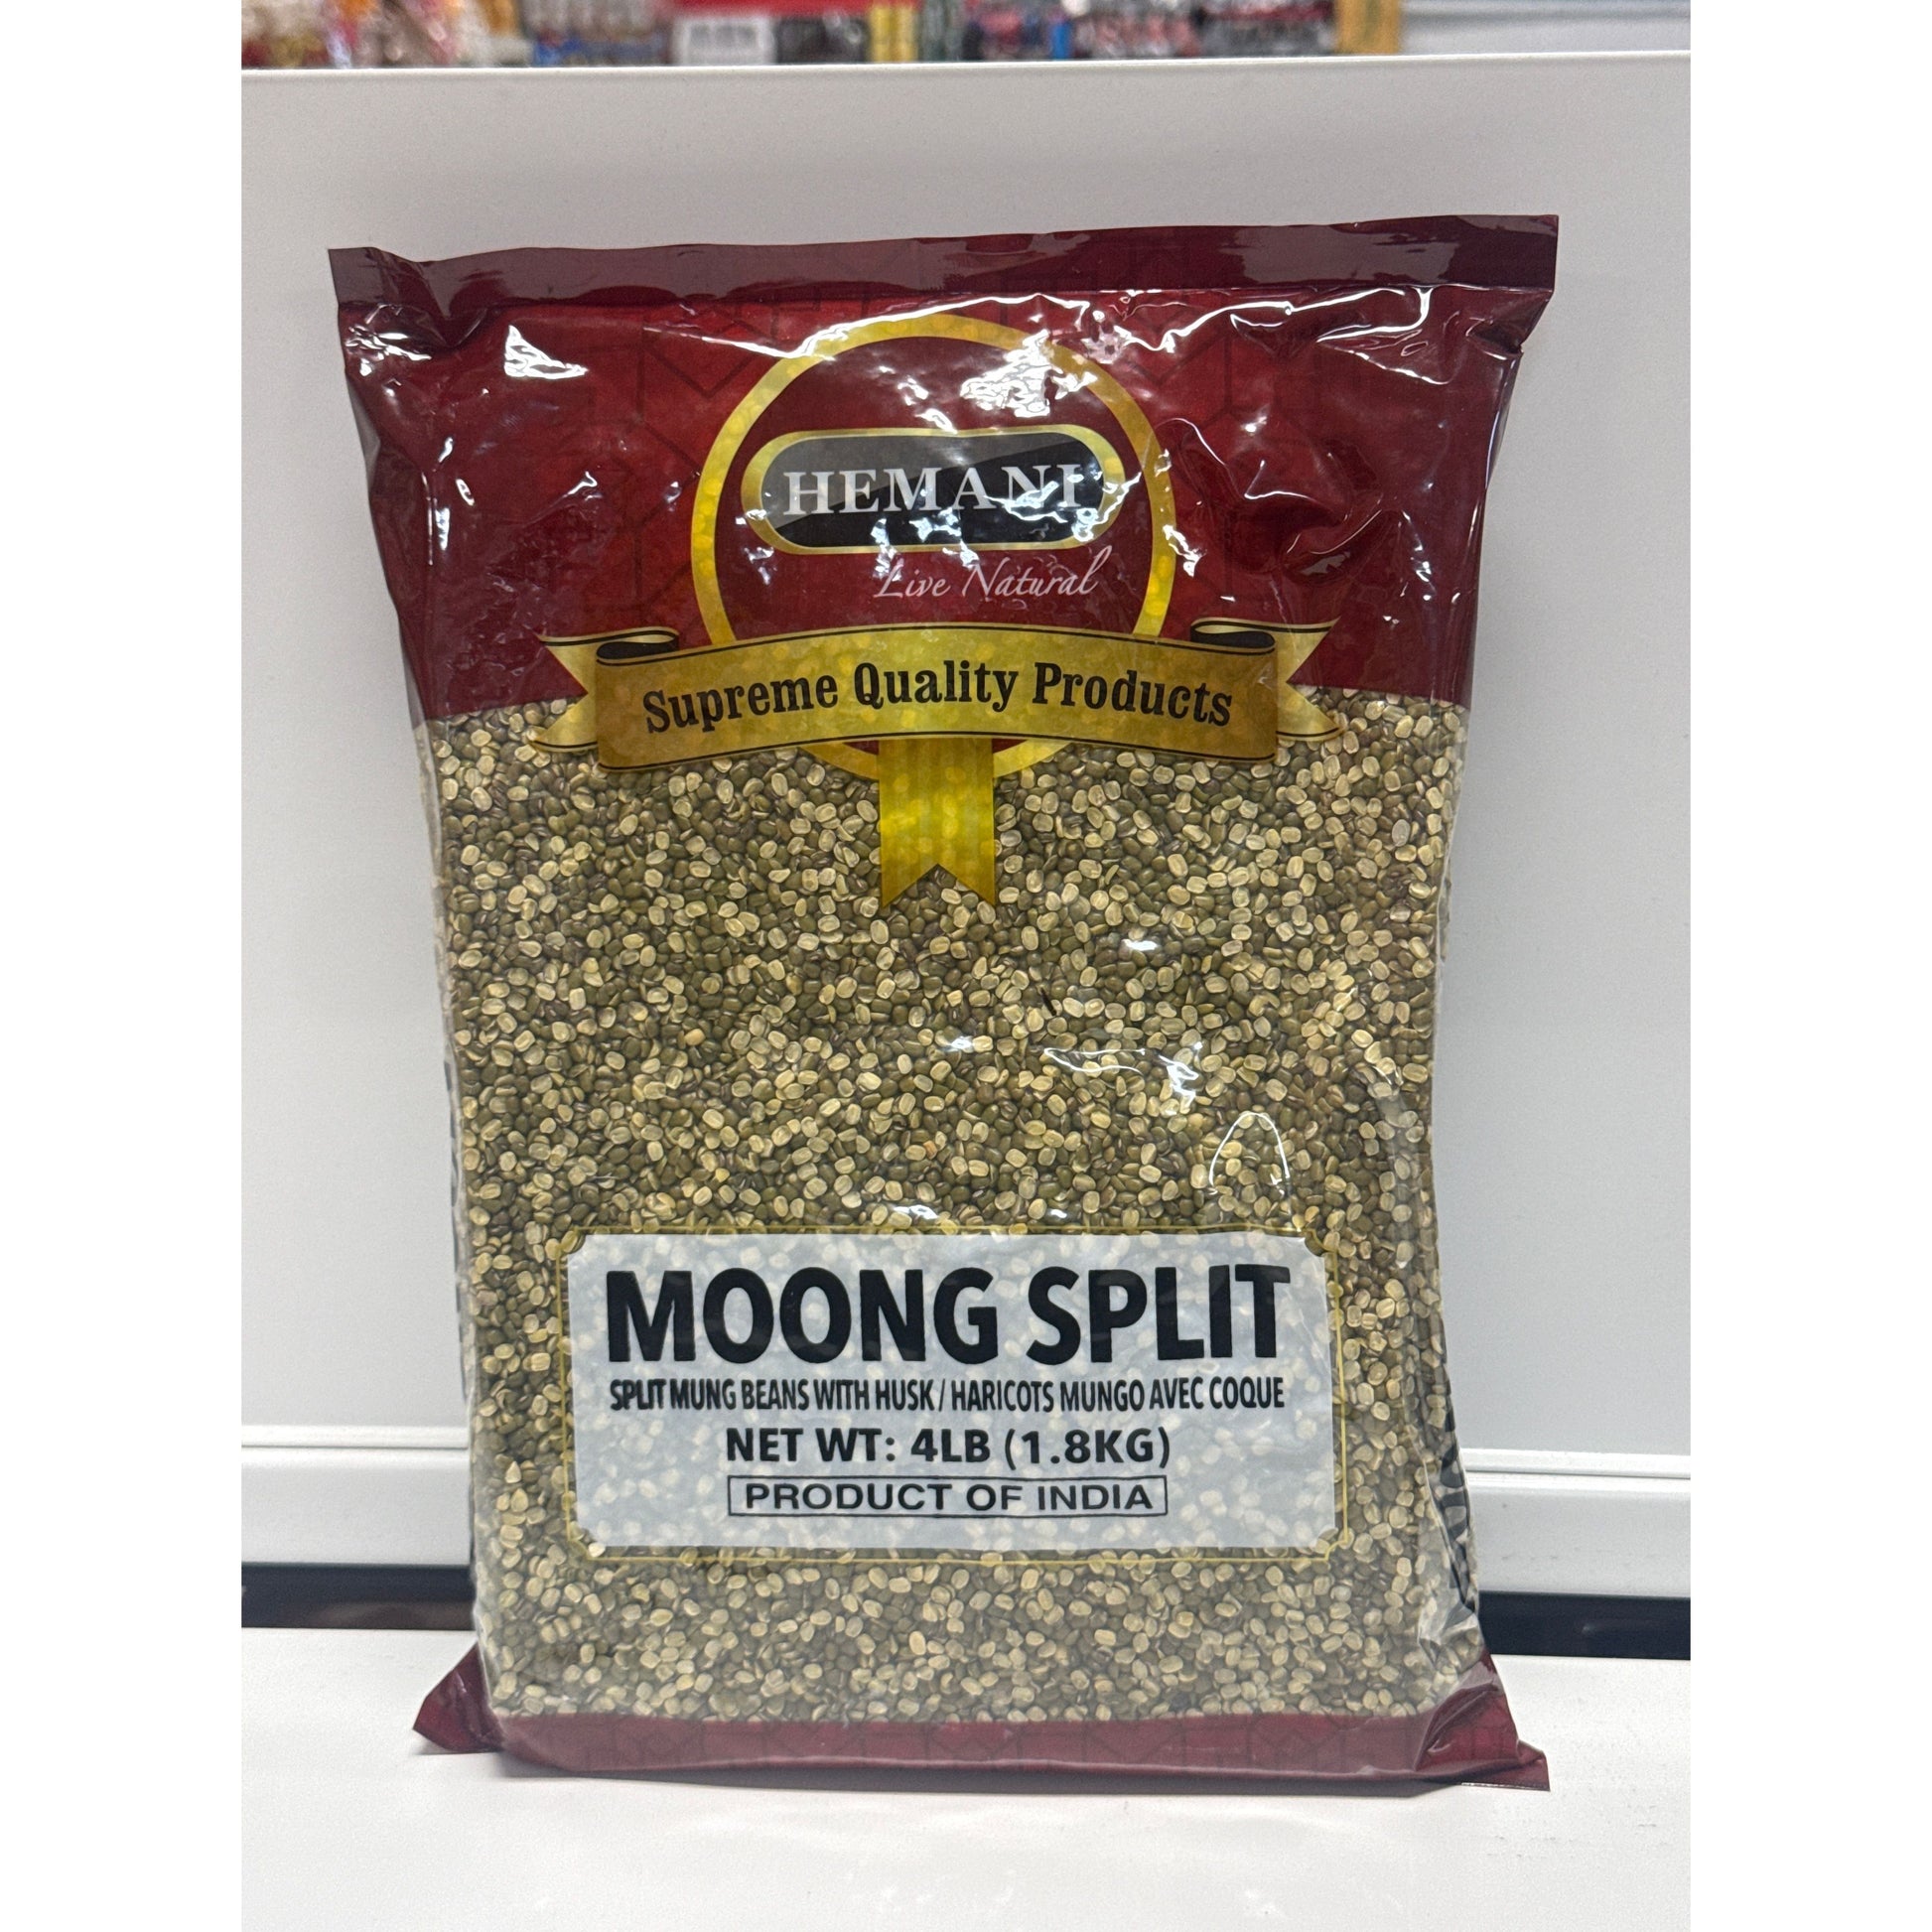 HEMANI
Live Natural
Supreme Quality Products
MOONG SPLIT
SPLIT MUNG BEANS WITH HUSK / HARICOTS MUNGO AVEC COQUE
NET WT: 4LB (1.8KG)
PRODUCT OF INDIA